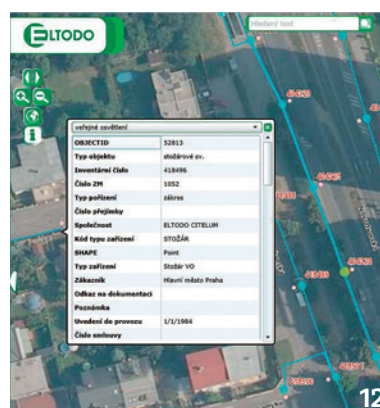 ELTODO
Hledaný text
veřejné osvětlení
OBJECTID 52813
Typ objektu stožárové sv.
Inventární číslo 418496
Číslo ZM 1052
Typ pořízení zákres
Číslo přejímky
Společnost ELTODO CITELUM
Kód typu zařízení STOŽÁR
SHAPE Point
Typ zařízení Stožár VO
Zákazník Hlavní město Praha
Odkaz na dokumentaci
Poznámka
Uvedení do provozu 1/1/1984
Číslo smlouvy
12